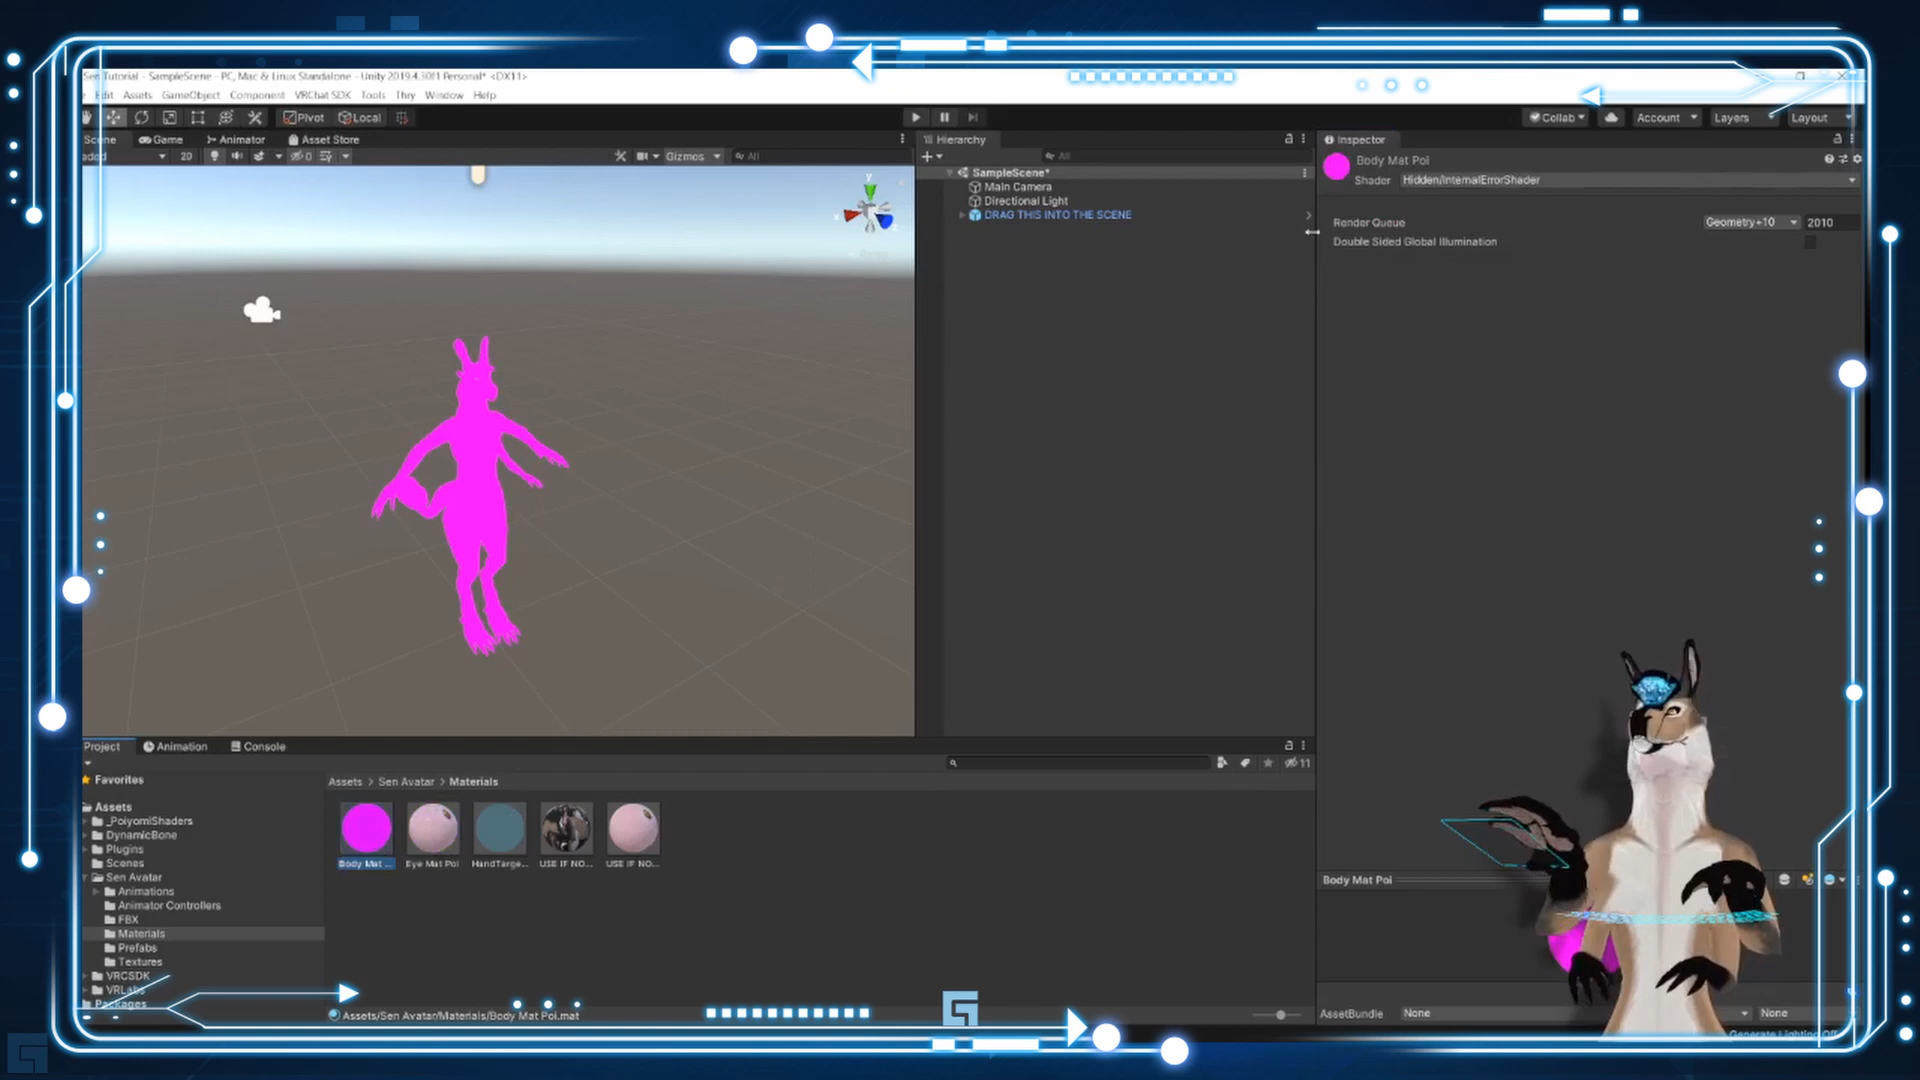 Sen Tutorial - SampleScene - PC, Mac & Linux Standalone - Unity 2019.4.30f1 Personal* <DX11>
Edit Assets GameObject Component VRChat SDK Tools Thry Window Help
Pivot Local Collab Account Layers Layout
Scene Game Animator Asset Store
20 Gizmos All
Hierarchy
All
SampleScene*
Main Camera
Directional Light
DRAG THIS INTO THE SCENE
Inspector
Body Mat Poi
Shader Hidden/InternalErrorShader
Render Queue Geometry+10 2010
Double Sided Global Illumination
y
x
Project Animation Console
11
Favorites
Assets
_PoiyomiShaders
DynamicBone
Plugins
Scenes
Sen Avatar
Animations
Animator Controllers
FBX
Materials
Prefabs
Textures
VRCSDK
VRLabs
Packages
Assets > Sen Avatar > Materials
Body Mat ... Eye Mat Poi HandTarge... USE IF NO... USE IF NO...
Assets/Sen Avatar/Materials/Body Mat Poi.mat
Body Mat Poi
AssetBundle None None
Generate Lighting Off